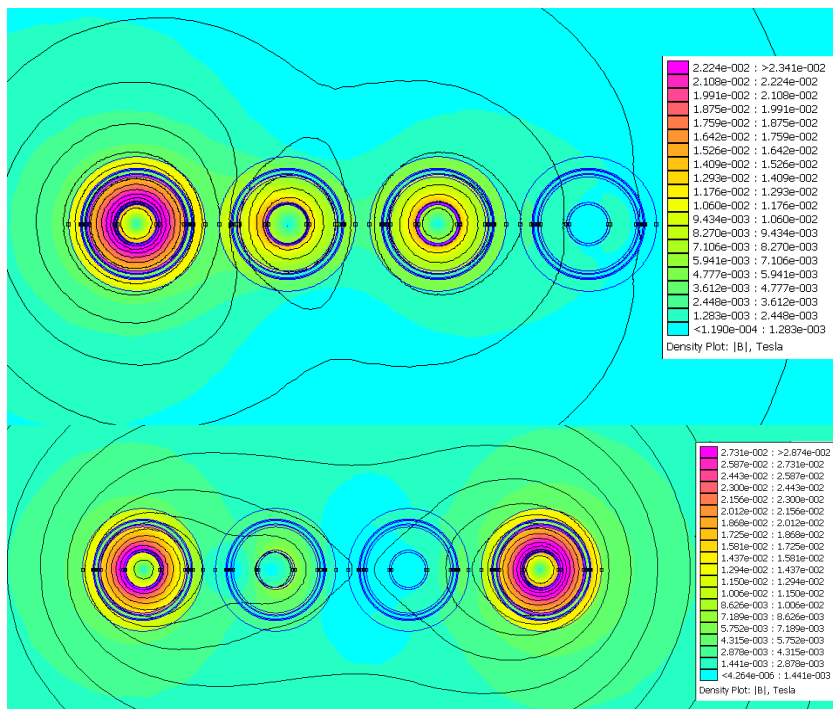 2.224e-002 : >2.341e-002
2.108e-002 : 2.224e-002
1.991e-002 : 2.108e-002
1.875e-002 : 1.991e-002
1.759e-002 : 1.875e-002
1.642e-002 : 1.759e-002
1.526e-002 : 1.642e-002
1.409e-002 : 1.526e-002
1.293e-002 : 1.409e-002
1.176e-002 : 1.293e-002
1.060e-002 : 1.176e-002
9.434e-003 : 1.060e-002
8.270e-003 : 9.434e-003
7.106e-003 : 8.270e-003
5.941e-003 : 7.106e-003
4.777e-003 : 5.941e-003
3.612e-003 : 4.777e-003
2.448e-003 : 3.612e-003
1.283e-003 : 2.448e-003
<1.190e-004 : 1.283e-003
Density Plot: |B|, Tesla
2.731e-002 : >2.874e-002
2.587e-002 : 2.731e-002
2.443e-002 : 2.587e-002
2.300e-002 : 2.443e-002
2.156e-002 : 2.300e-002
2.012e-002 : 2.156e-002
1.868e-002 : 2.012e-002
1.725e-002 : 1.868e-002
1.581e-002 : 1.725e-002
1.437e-002 : 1.581e-002
1.294e-002 : 1.437e-002
1.150e-002 : 1.294e-002
1.006e-002 : 1.150e-002
8.626e-003 : 1.006e-002
7.189e-003 : 8.626e-003
5.752e-003 : 7.189e-003
4.315e-003 : 5.752e-003
2.878e-003 : 4.315e-003
1.441e-003 : 2.878e-003
<4.264e-006 : 1.441e-003
Density Plot: |B|, Tesla